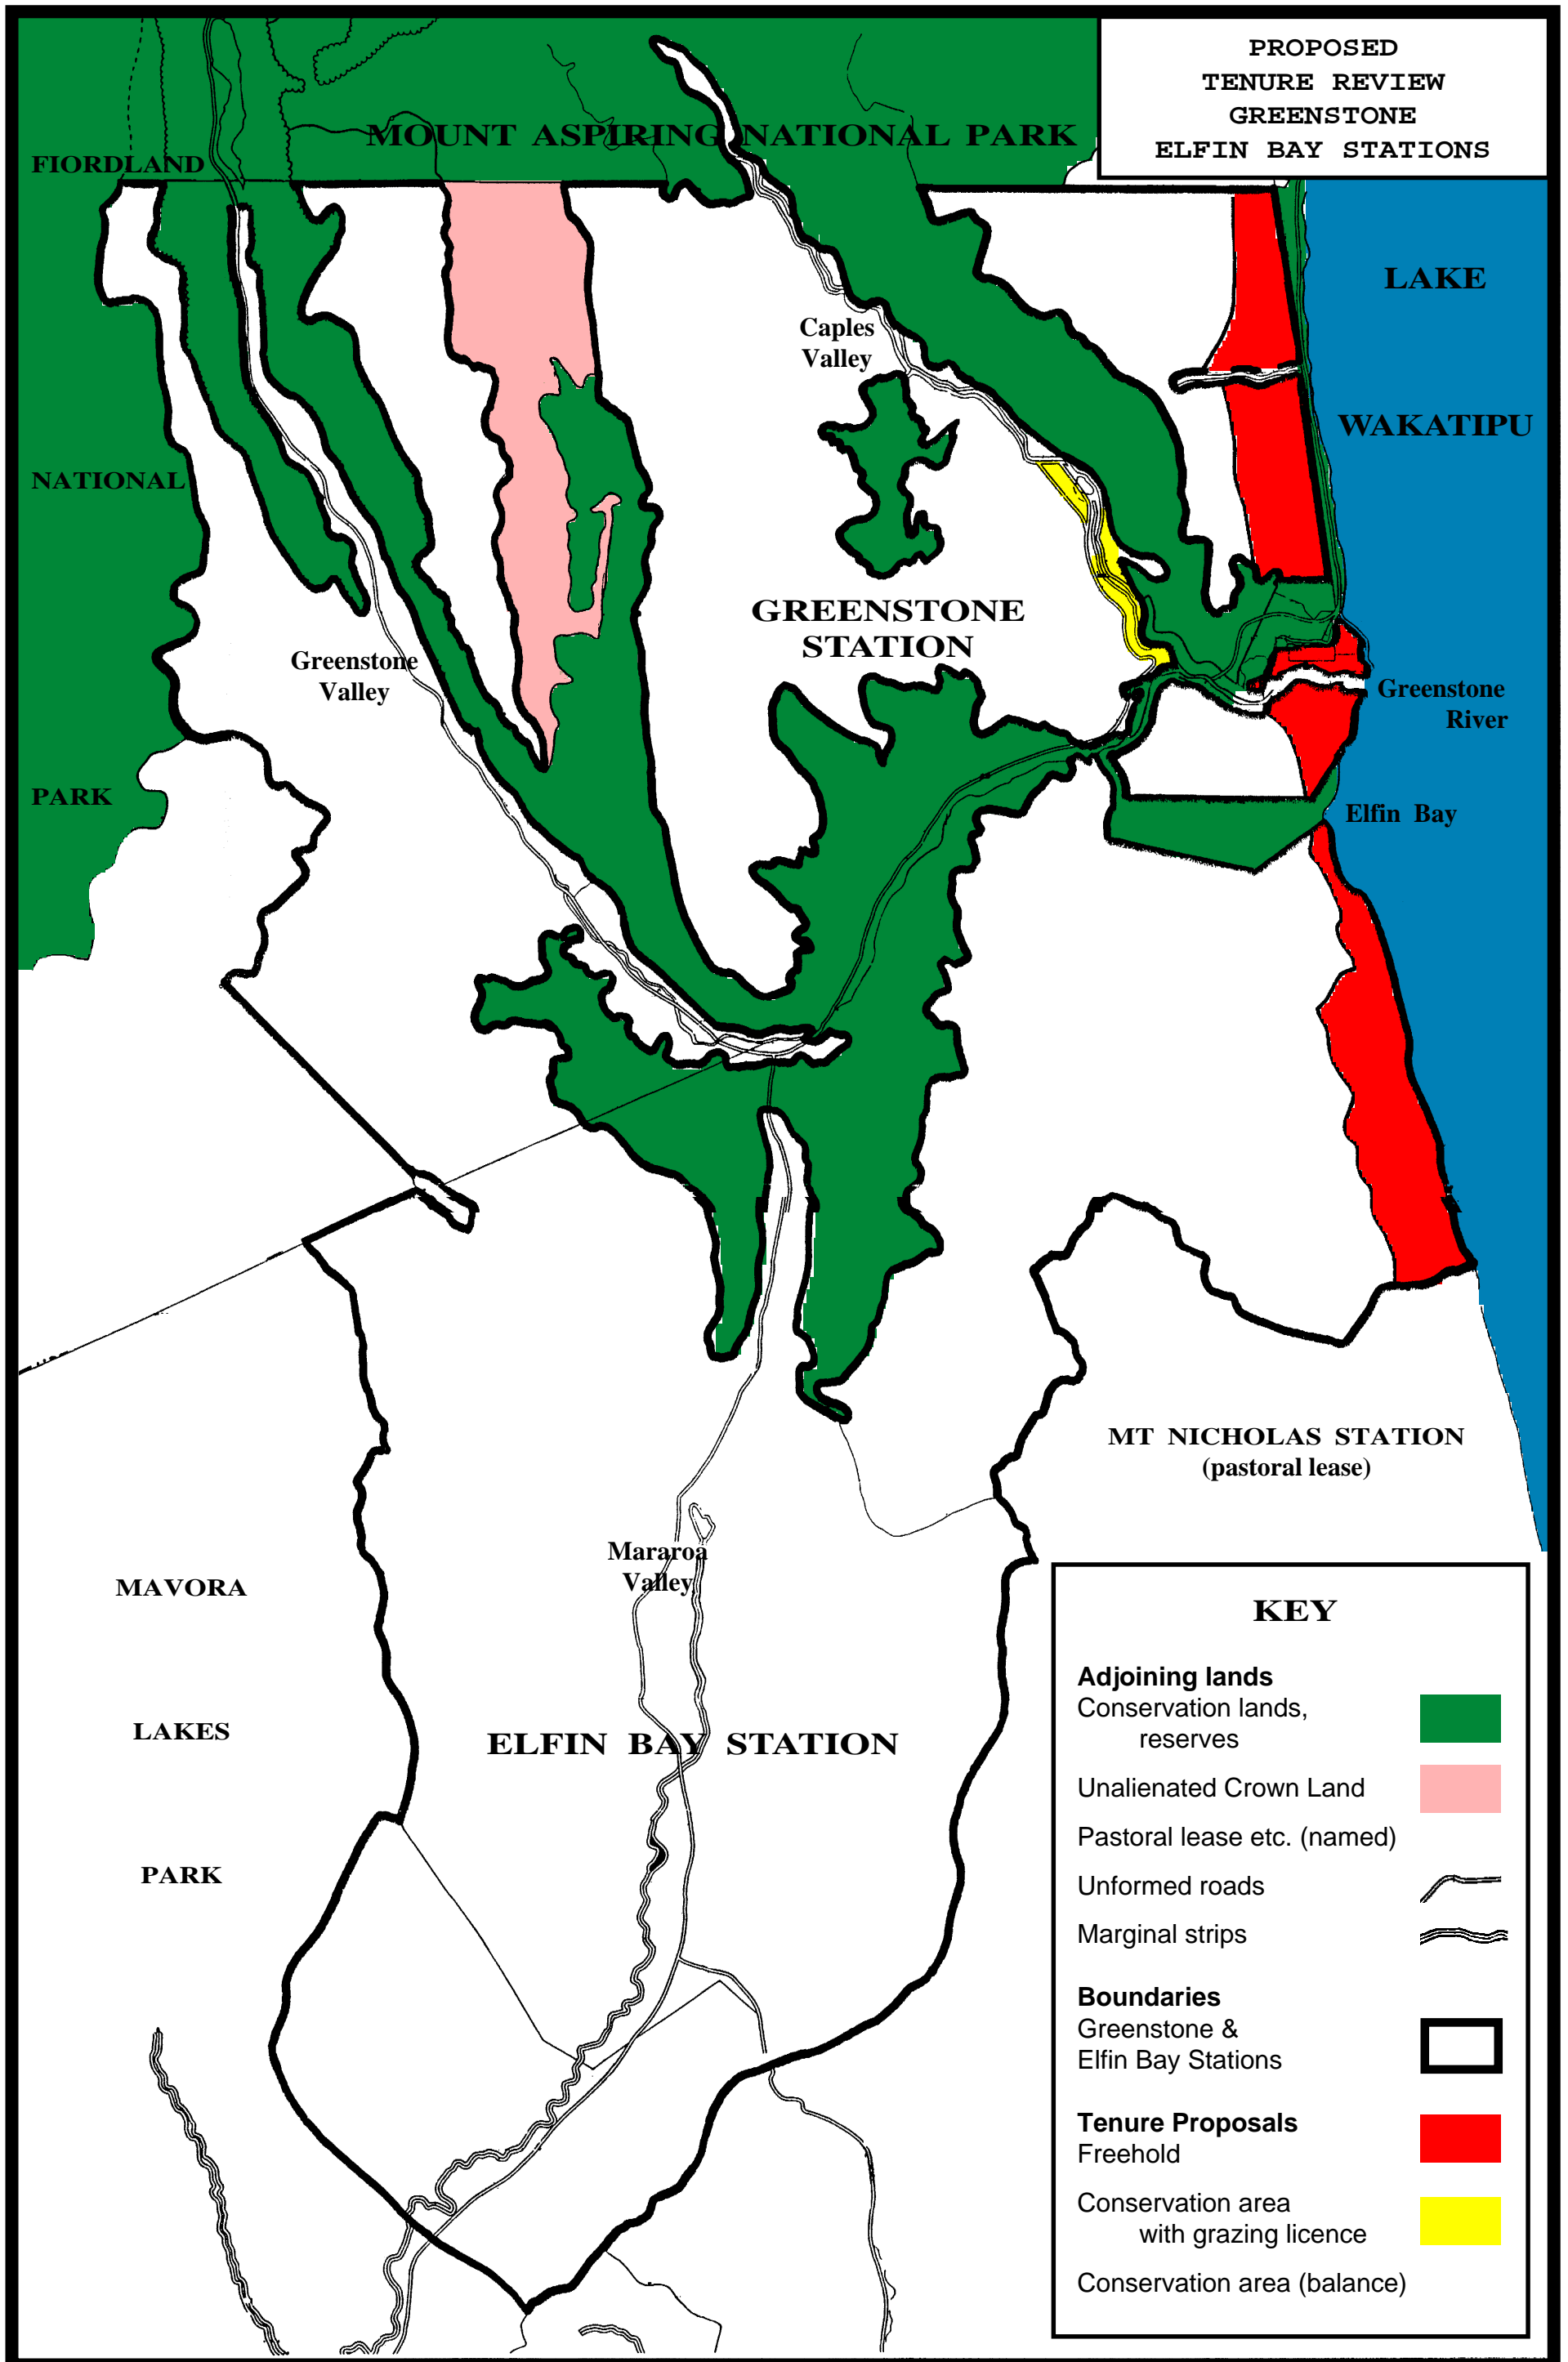 PROPOSED
TENURE REVIEW
GREENSTONE
ELFIN BAY STATIONS
MOUNT ASPIRING NATIONAL PARK
FIORDLAND
NATIONAL
PARK
LAKE
WAKATIPU
Caples
Valley
GREENSTONE
STATION
Greenstone
Valley
Greenstone
River
Elfin Bay
MT NICHOLAS STATION
(pastoral lease)
Mararoa
Valley
MAVORA
LAKES
PARK
ELFIN BAY STATION
KEY
Adjoining lands
Conservation lands,
reserves
Unalienated Crown Land
Pastoral lease etc. (named)
Unformed roads
Marginal strips
Boundaries
Greenstone &
Elfin Bay Stations
Tenure Proposals
Freehold
Conservation area
with grazing licence
Conservation area (balance)